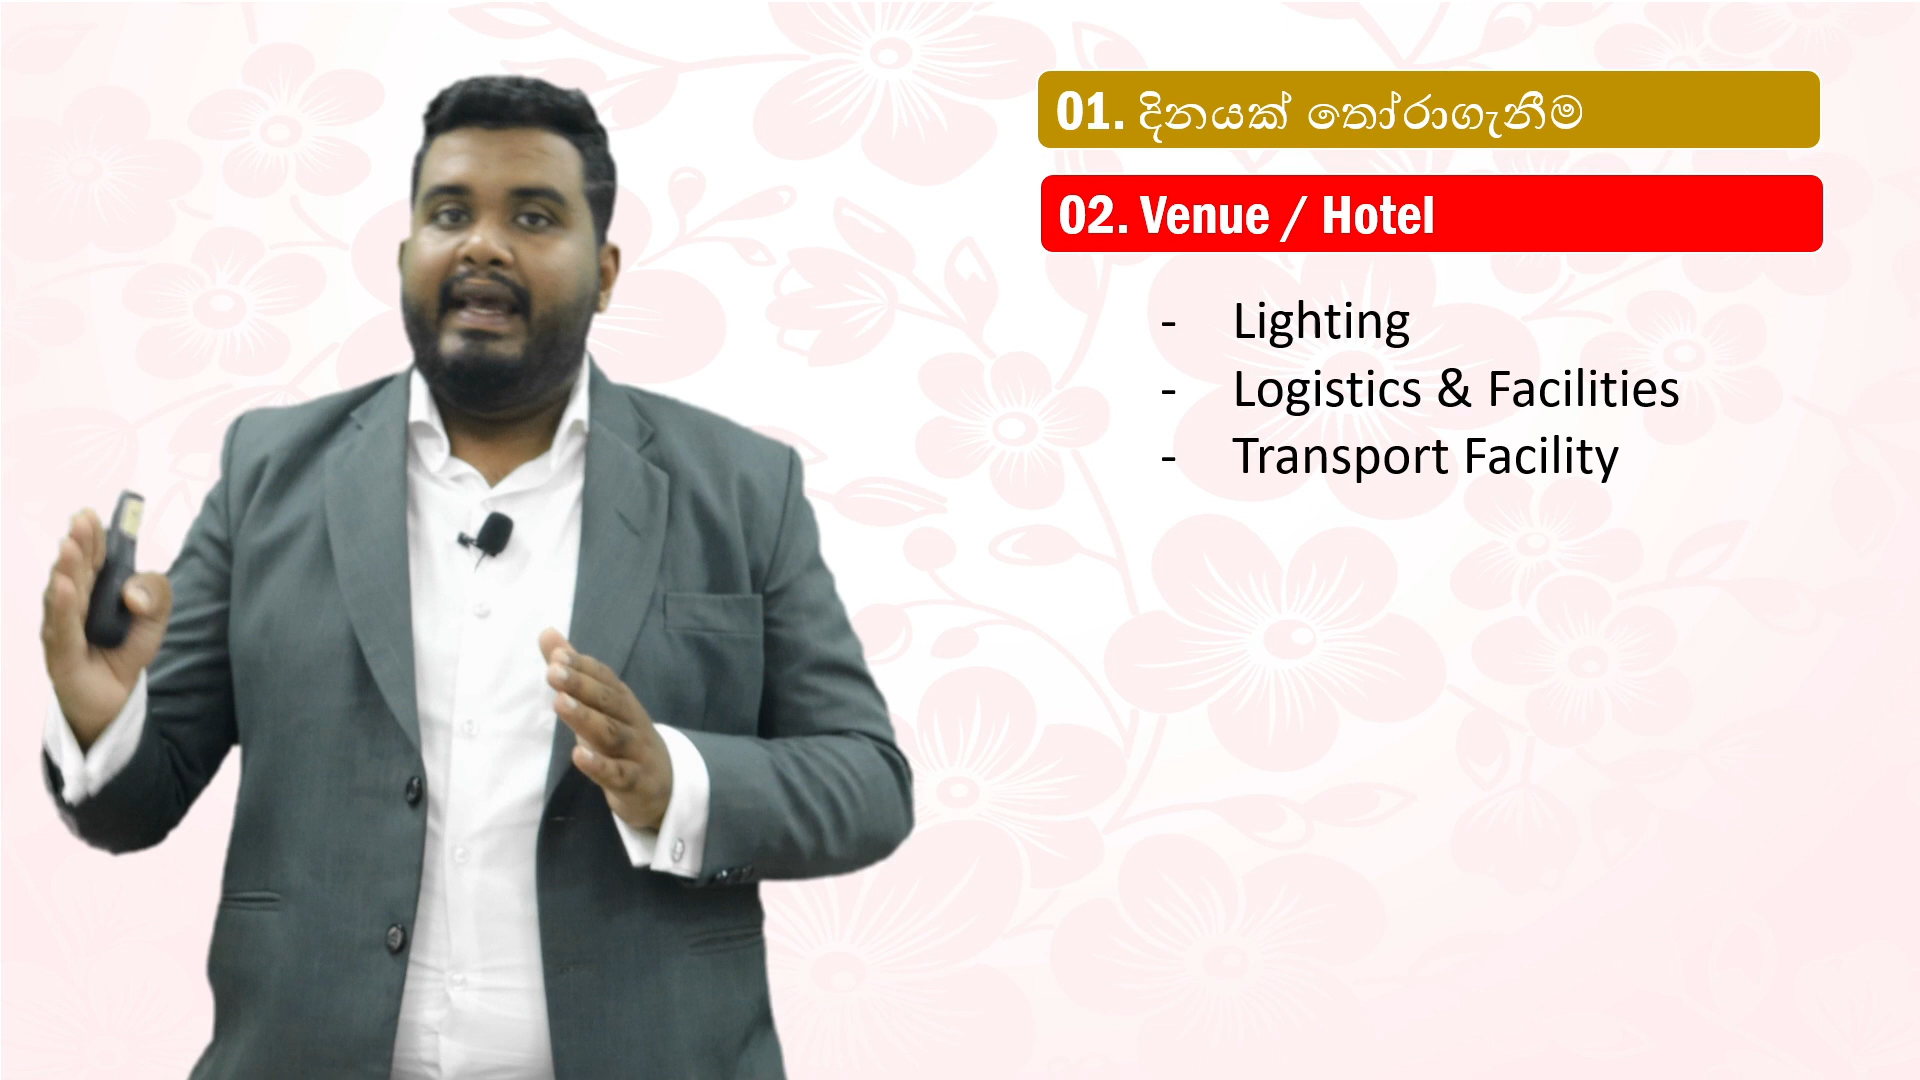 01. දිනයක් තෝරාගැනීම
02. Venue / Hotel
- Lighting
- Logistics & Facilities
- Transport Facility